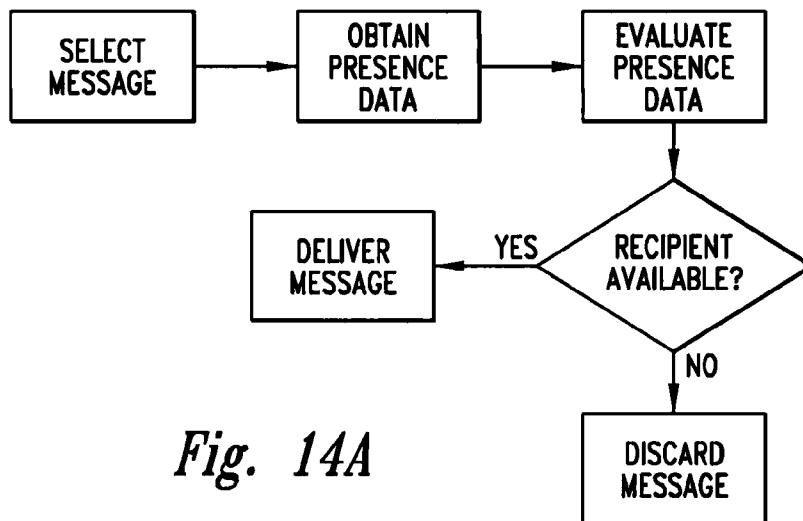 SELECT
MESSAGE
OBTAIN
PRESENCE
DATA
EVALUATE
PRESENCE
DATA
DELIVER
MESSAGE
YES
RECIPIENT
AVAILABLE?
NO
DISCARD
MESSAGE
Fig. 14A